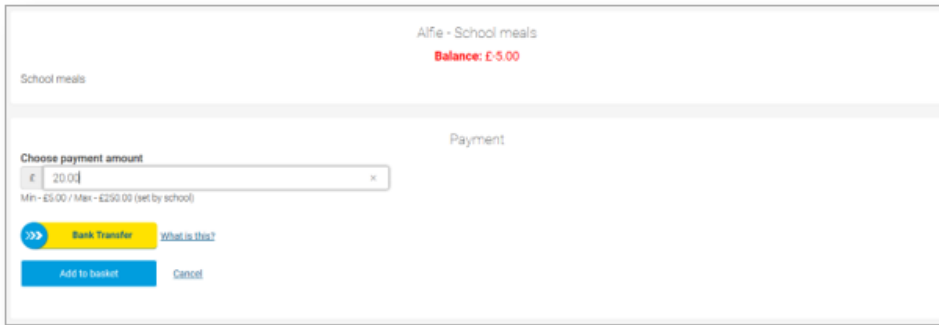 Alfie - School meals
Balance: £-5.00
School meals
Payment
Choose payment amount
£ 20.00 ×
Min - £5.00 / Max - £250.00 (set by school)
Bank Transfer What is this?
Add to basket Cancel